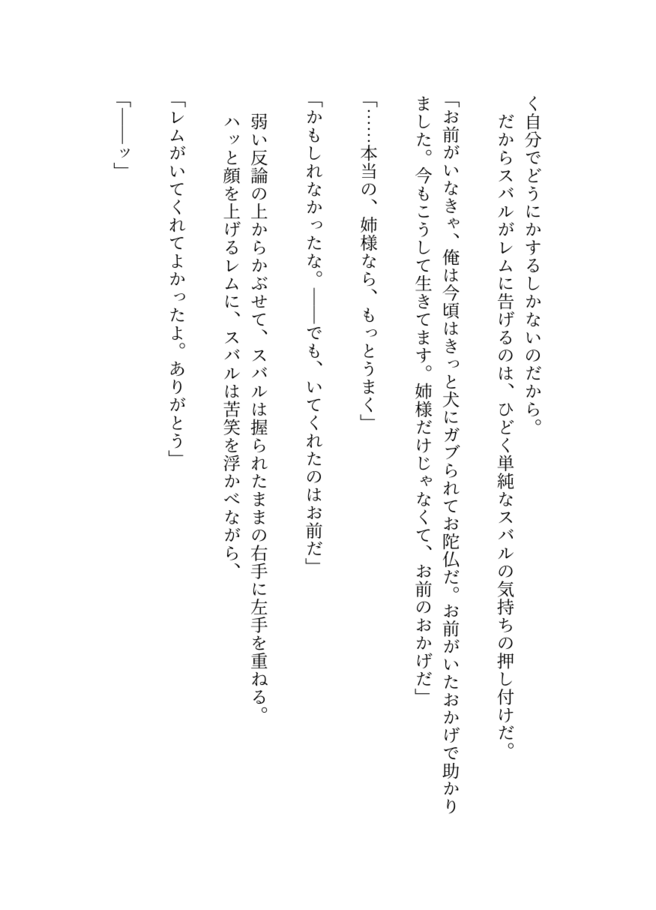 く自分でどうにかするしかないのだから。
だからスバルがレムに告げるのは、ひどく単純なスバルの気持ちの押し付けだ。
「お前がいなきゃ、俺は今頃はきっと犬にガブられてお陀仏だ。お前がいたおかげで助かり
ました。今もこうして生きてます。姉様だけじゃなくて、お前のおかげだ」
「……本当の、姉様なら、もっとうまく」
「かもしれなかったな。――でも、いてくれたのはお前だ」
弱い反論の上からかぶせて、スバルは握られたままの右手に左手を重ねる。
ハッと顔を上げるレムに、スバルは苦笑を浮かべながら、
「レムがいてくれてよかったよ。ありがとう」
「――ッ」